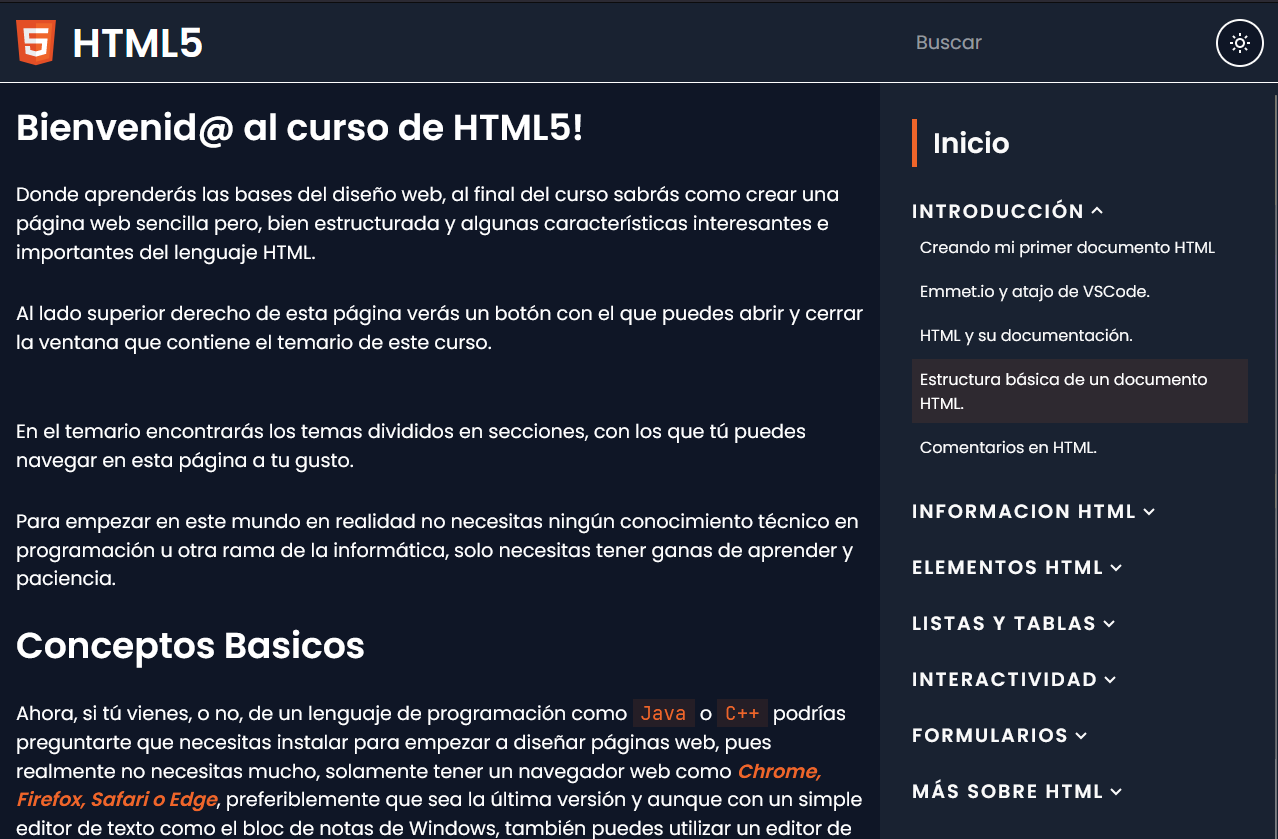 HTML5
Buscar
Bienvenid@ al curso de HTML5!
Donde aprenderás las bases del diseño web, al final del curso sabrás como crear una
página web sencilla pero, bien estructurada y algunas características interesantes e
importantes del lenguaje HTML.
Al lado superior derecho de esta página verás un botón con el que puedes abrir y cerrar
la ventana que contiene el temario de este curso.
En el temario encontrarás los temas divididos en secciones, con los que tú puedes
navegar en esta página a tu gusto.
Para empezar en este mundo en realidad no necesitas ningún conocimiento técnico en
programación u otra rama de la informática, solo necesitas tener ganas de aprender y
paciencia.
Conceptos Basicos
Ahora, si tú vienes, o no, de un lenguaje de programación como Java o C++ podrías
preguntarte que necesitas instalar para empezar a diseñar páginas web, pues
realmente no necesitas mucho, solamente tener un navegador web como Chrome,
Firefox, Safari o Edge, preferiblemente que sea la última versión y aunque con un simple
editor de texto como el bloc de notas de Windows, también puedes utilizar un editor de
Inicio
INTRODUCCIÓN
Creando mi primer documento HTML
Emmet.io y atajo de VSCode.
HTML y su documentación.
Estructura básica de un documento
HTML.
Comentarios en HTML.
INFORMACION HTML
ELEMENTOS HTML
LISTAS Y TABLAS
INTERACTIVIDAD
FORMULARIOS
MÁS SOBRE HTML